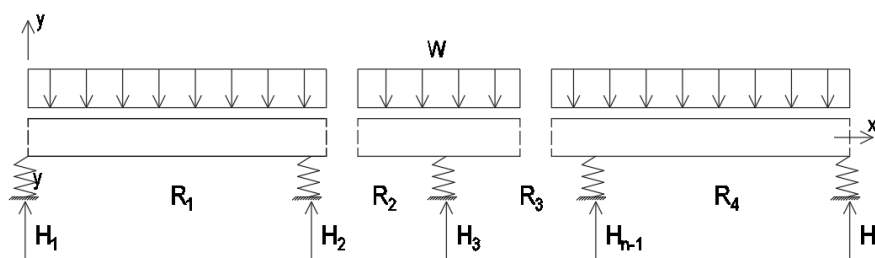 y
W
x
y
R₁ R₂ R₃ R₄
H₁ H₂ H₃ Hₙ₋₁ H